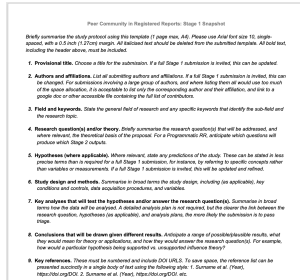 Peer Community in Registered Reports: Stage 1 Snapshot
Briefly summarise the study protocol using this template (1 page max, A4). Please use Arial font size 10, single-
spaced, with a 0.5 inch (1.27cm) margin. All italicized text should be deleted from the submitted template. All bold text,
including the header above, must be included.
1. Provisional title. Choose a title for the submission. If a full Stage 1 submission is invited, this can be updated.
2. Authors and affiliations. List all submitting authors and affiliations. If a full Stage 1 submission is invited, this can
be changed. For submissions involving a large group of authors, and where listing them all would use too much
of the space allocation, it is acceptable to list only the corresponding author and their affiliation, and link to a
google doc or other accessible file containing the full list of contributors.
3. Field and keywords. State the general field of research and any specific keywords that identify the sub-field and
the research topic.
4. Research question(s) and/or theory. Briefly summarise the research question(s) that will be addressed, and
where relevant, the theoretical basis of the proposal. For a Programmatic RR, anticipate which questions will
produce which Stage 2 outputs.
5. Hypotheses (where applicable). Where relevant, state any predictions of the study. These can be stated in less
precise terms than is required for a full Stage 1 submission, for instance, by referring to specific concepts rather
than variables or measurements. If a full Stage 1 submission is invited, this will be updated and refined.
6. Study design and methods. Summarise in broad terms the study design, including (as applicable), key
conditions and controls, data acquisition procedures, and variables.
7. Key analyses that will test the hypotheses and/or answer the research question(s). Summarise in broad
terms how the data will be analysed. A detailed analysis plan is not required, but the clearer the link between the
research question, hypotheses (as applicable), and analysis plans, the more likely the submission is to pass
triage.
8. Conclusions that will be drawn given different results. Anticipate a range of possible/plausible results, what
they would mean for theory or applications, and how they would answer the research question(s). For example,
how would a particular hypothesis being supported vs. unsupported influence theory?
9. Key references. These must be numbered and include DOI URLS. To save space, the reference list can be
presented succinctly in a single body of text using the following style: 1. Surname et al. (Year),
https://doi.org/DOI. 2. Surname et al. (Year), https://doi.org/DOI. etc.